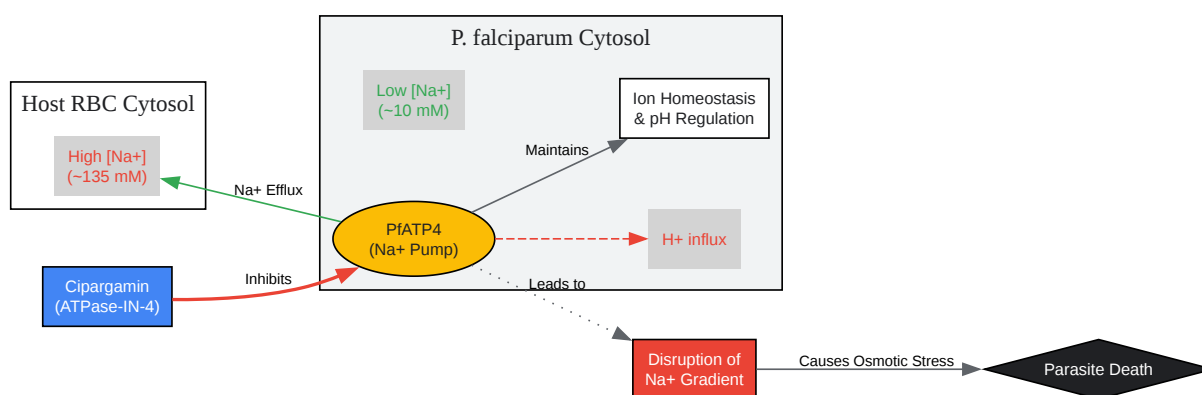 P. falciparum Cytosol
Host RBC Cytosol
Low [Na+]
(~10 mM)
Ion Homeostasis
& pH Regulation
High [Na+]
(~135 mM)
Maintains
Na+ Efflux
PfATP4
(Na+ Pump)
H+ influx
Cipargamin
(ATPase-IN-4)
Inhibits
Leads to
Disruption of
Na+ Gradient
Causes Osmotic Stress
Parasite Death